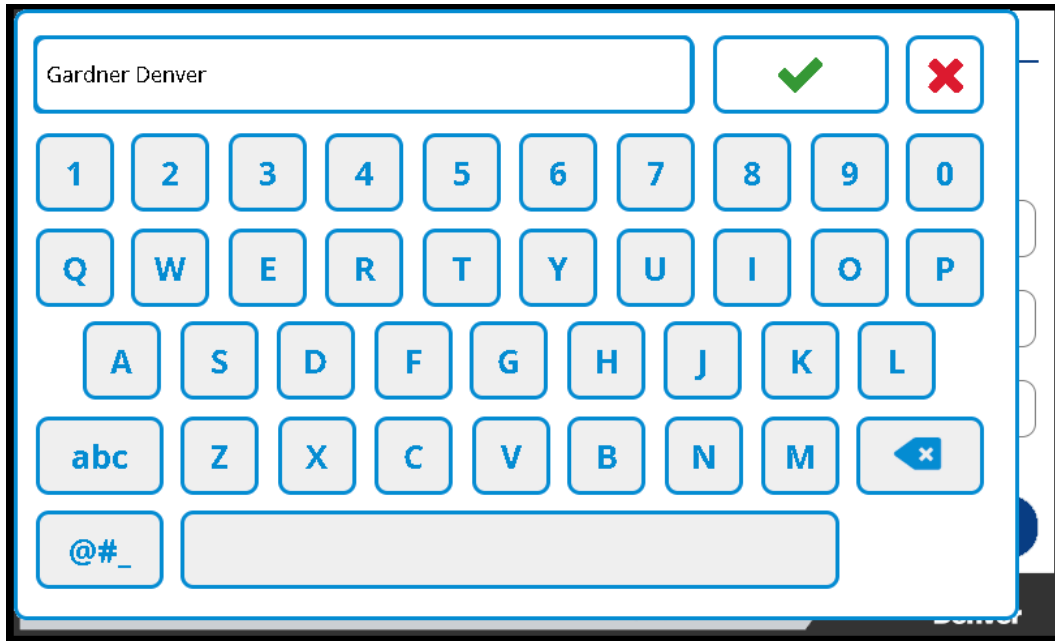 Gardner Denver
1 2 3 4 5 6 7 8 9 0
Q W E R T Y U I O P
A S D F G H J K L
abc Z X C V B N M
@#_